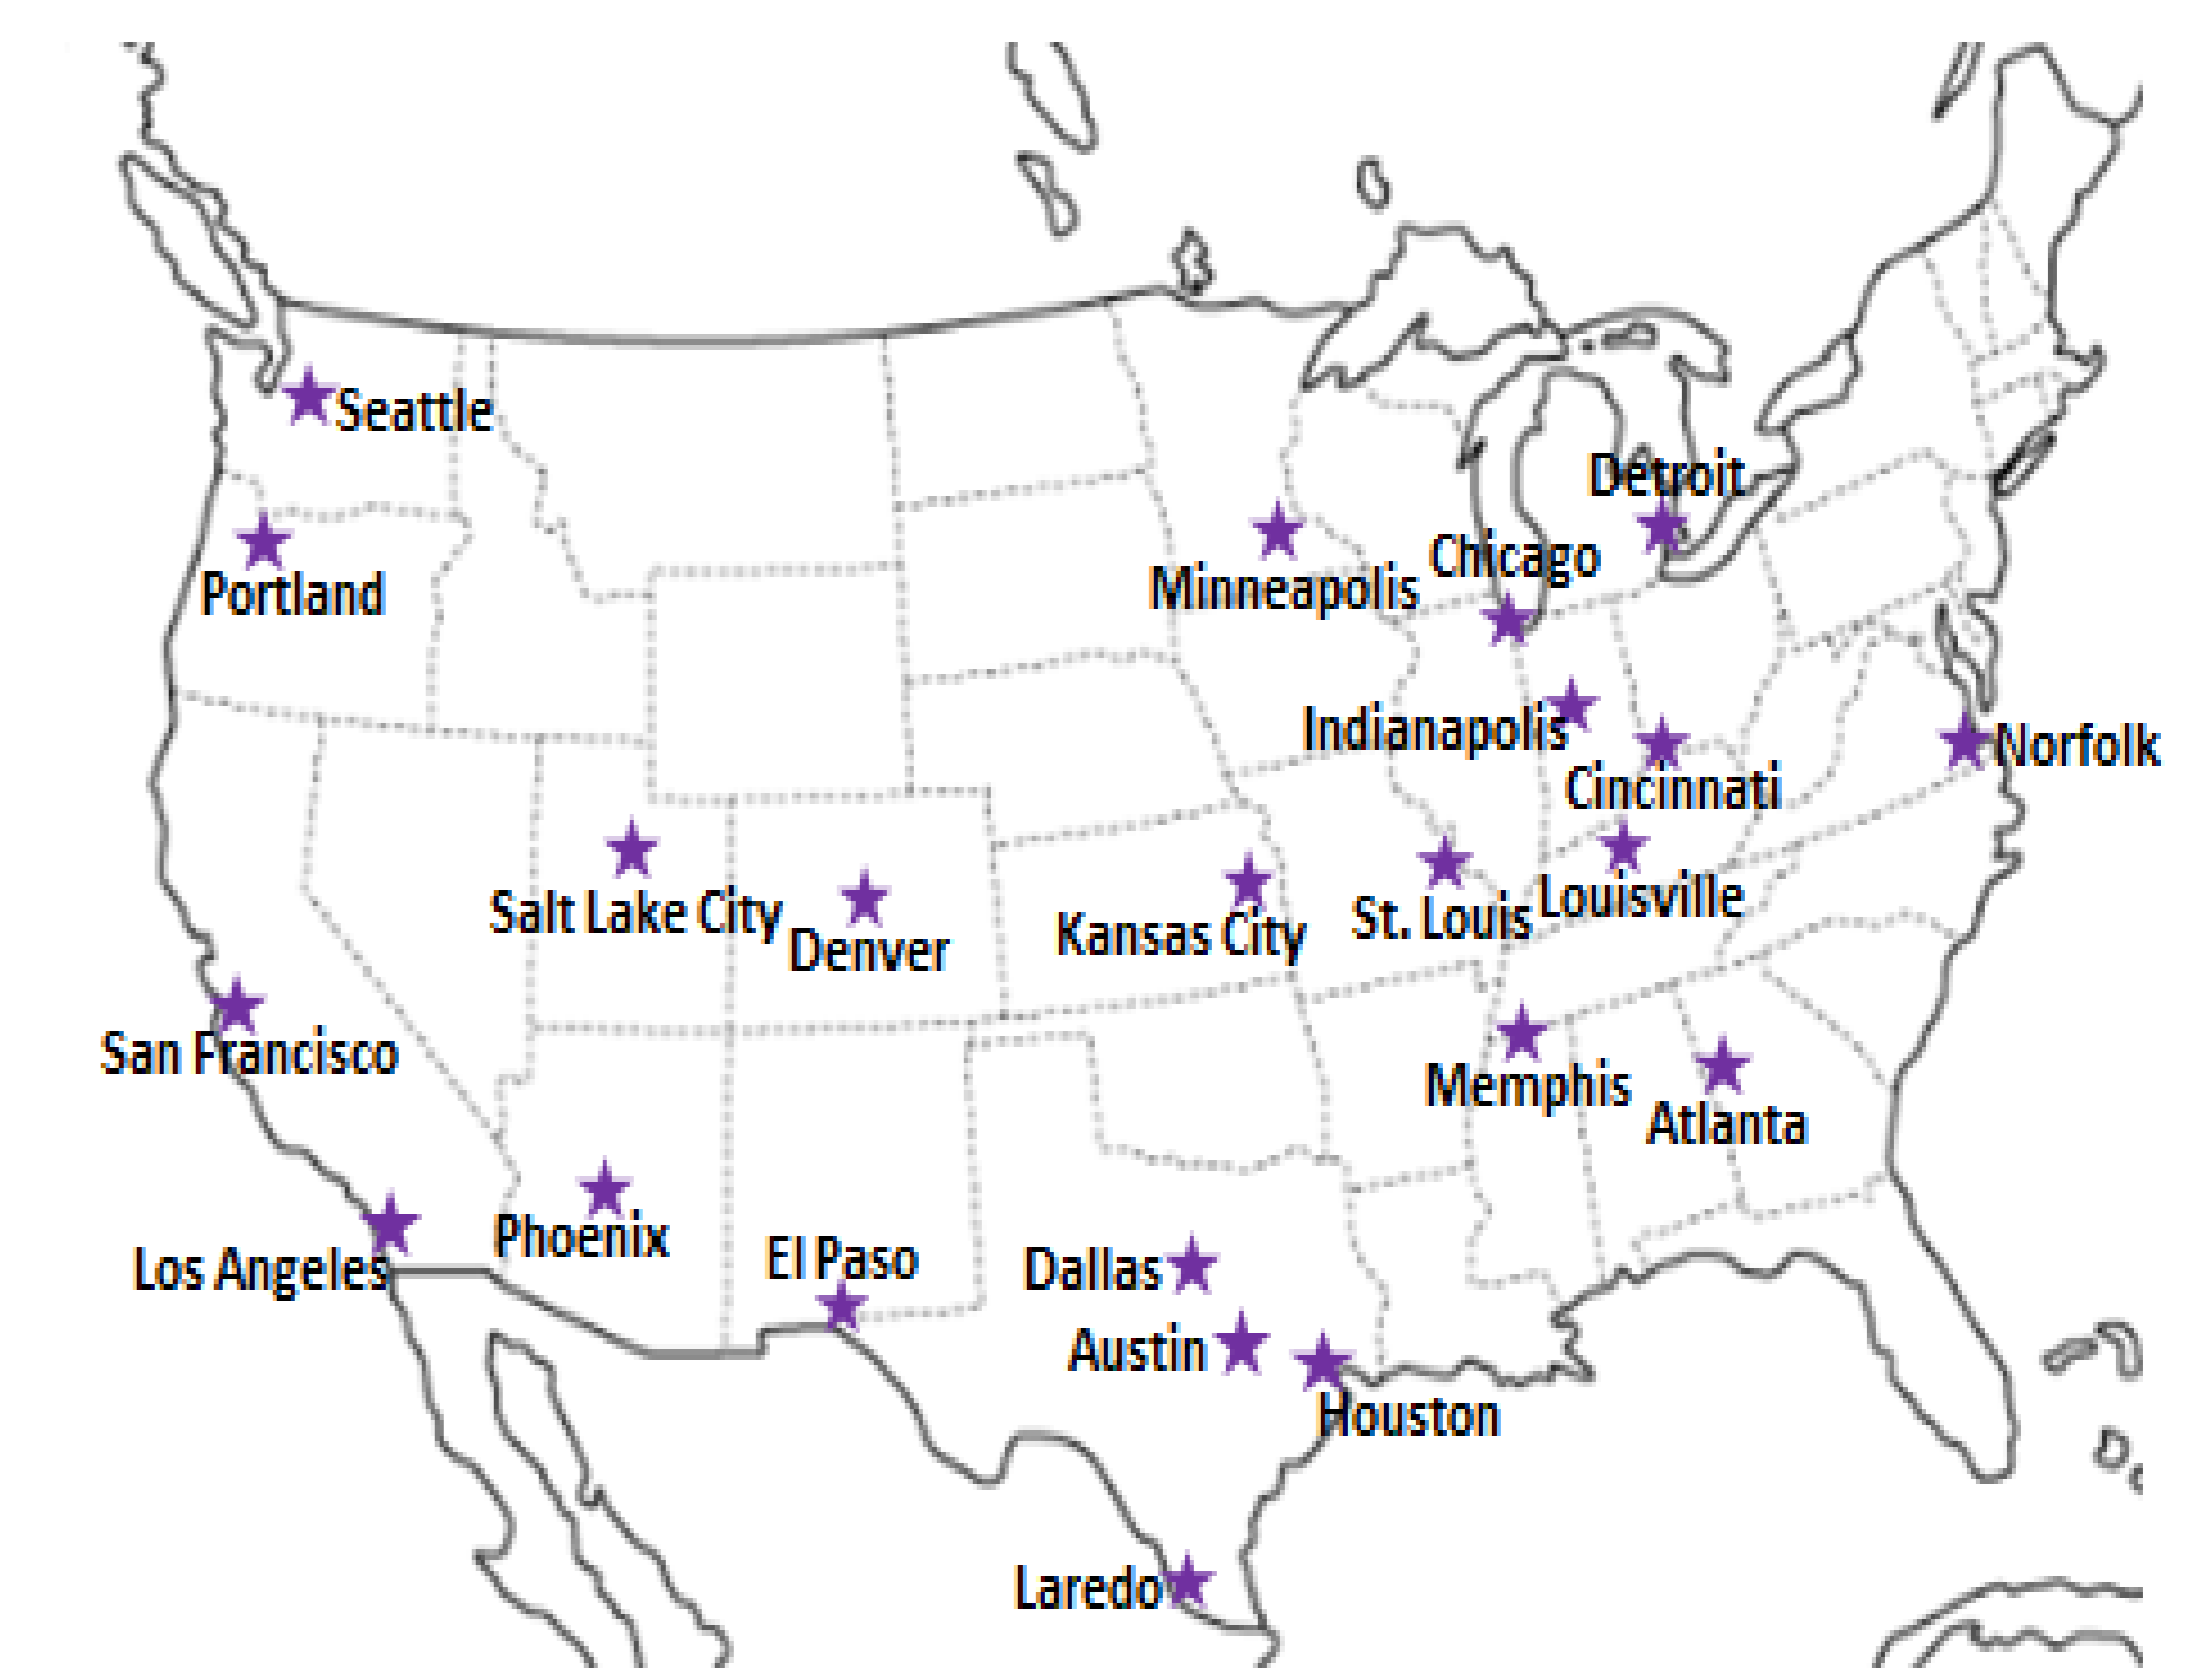 Seattle
Detroit
Chicago
Minneapolis
Portland
Indianapolis
Norfolk
Cincinnati
Louisville
Salt Lake City
St. Louis
Kansas City
Denver
San Francisco
Memphis
Atlanta
Phoenix
El Paso
Los Angeles
Dallas
Austin
Houston
Laredo